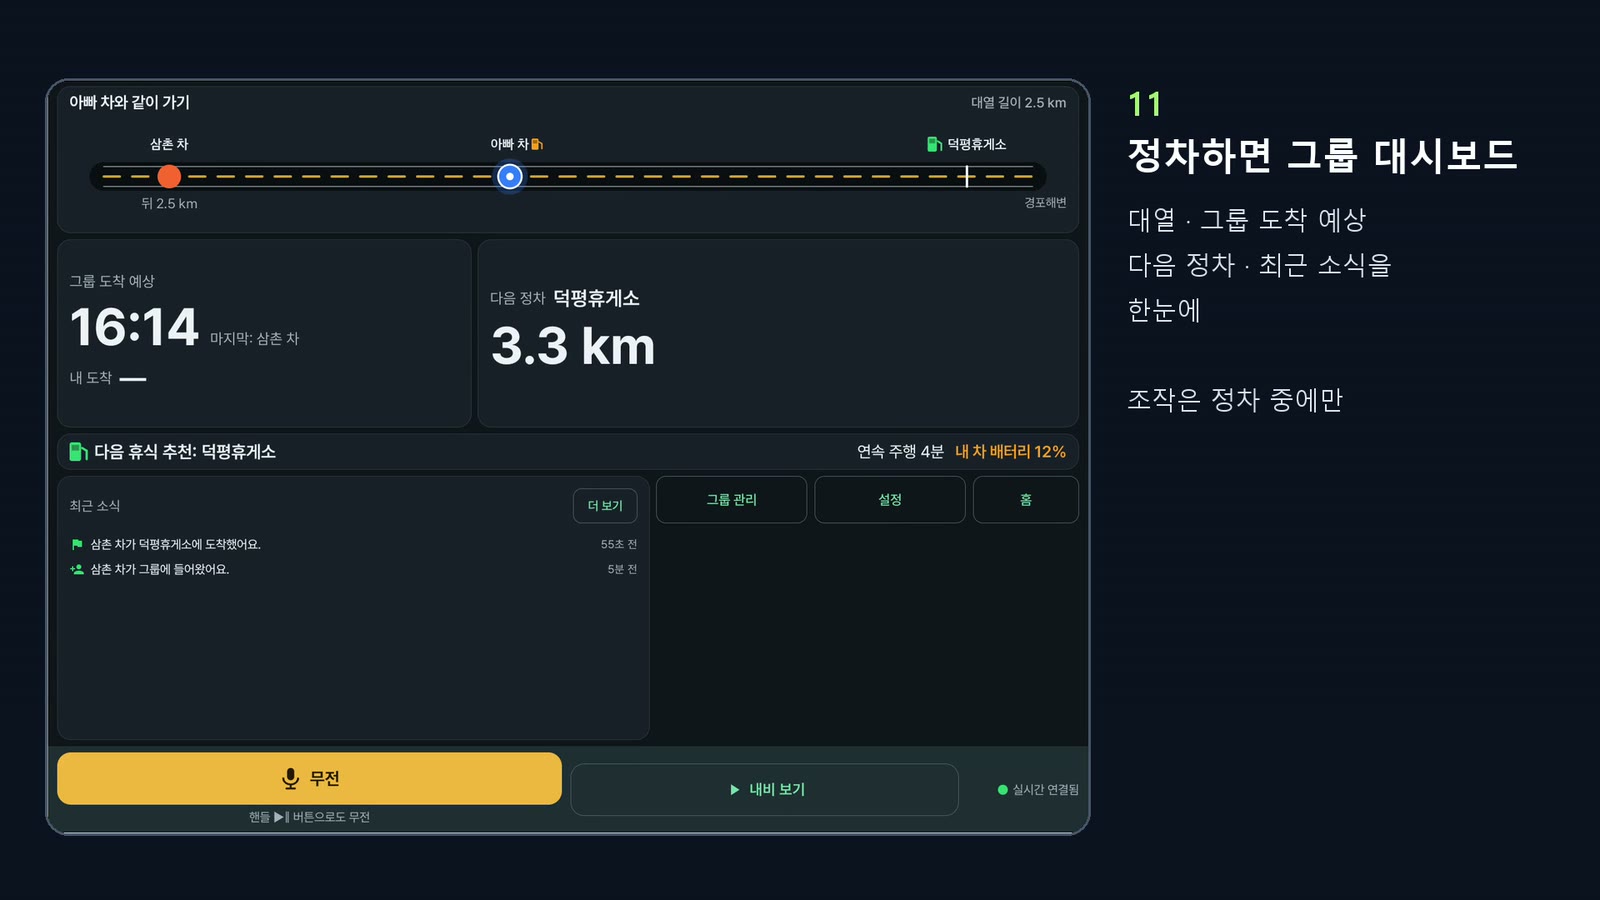 아빠 차와 같이 가기
대열 길이 2.5 km
삼촌 차
아빠 차
덕평휴게소
뒤 2.5 km
경포해변
그룹 도착 예상
16:14 마지막: 삼촌 차
내 도착 —
다음 정차 덕평휴게소
3.3 km
다음 휴식 추천: 덕평휴게소
연속 주행 4분 내 차 배터리 12%
최근 소식
더 보기
삼촌 차가 덕평휴게소에 도착했어요.
55초 전
삼촌 차가 그룹에 들어왔어요.
5분 전
그룹 관리
설정
홈
무전
핸들 ▶∥ 버튼으로도 무전
내비 보기
실시간 연결됨
11
정차하면 그룹 대시보드
대열 · 그룹 도착 예상
다음 정차 · 최근 소식을
한눈에
조작은 정차 중에만